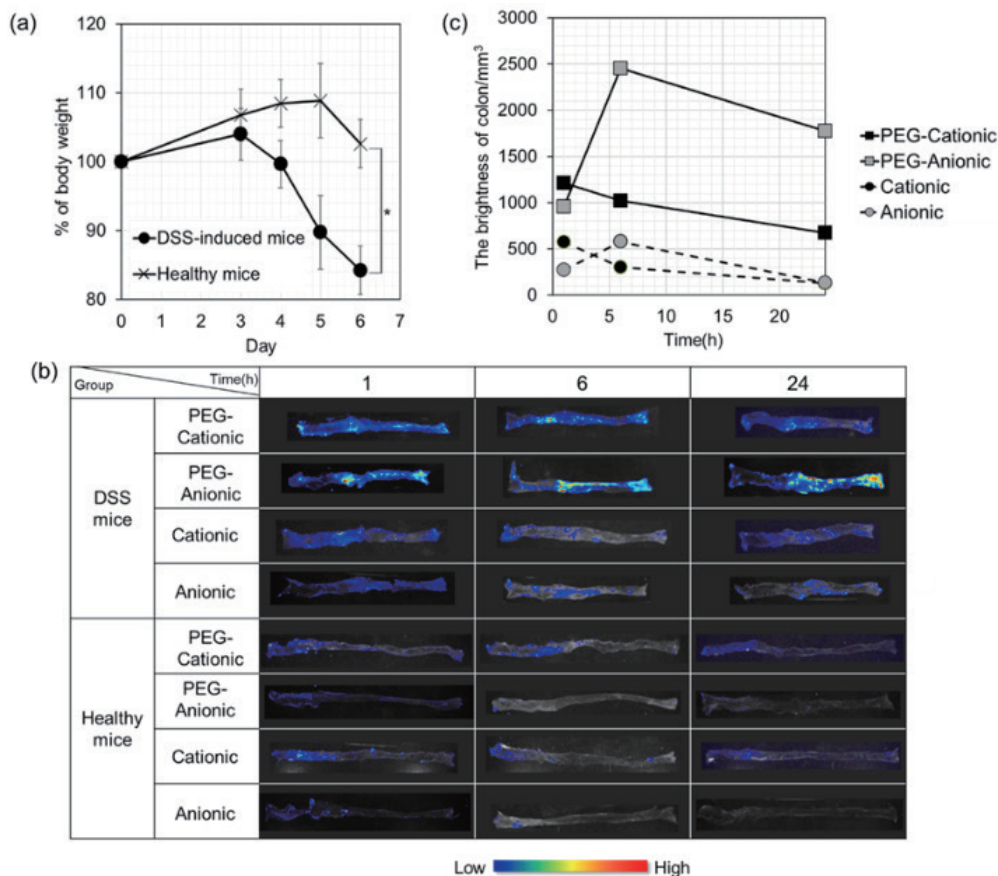 (a)
120
110
100
90
80
% of body weight
DSS-induced mice
Healthy mice
*
0 1 2 3 4 5 6 7
Day
(c)
3000
2500
2000
1500
1000
500
0
The brightness of colon/mm³
0 5 10 15 20
Time(h)
PEG-Cationic
PEG-Anionic
Cationic
Anionic
(b)
Group Time(h) 1 6 24
DSS mice
PEG-Cationic
PEG-Anionic
Cationic
Anionic
Healthy mice
PEG-Cationic
PEG-Anionic
Cationic
Anionic
Low High